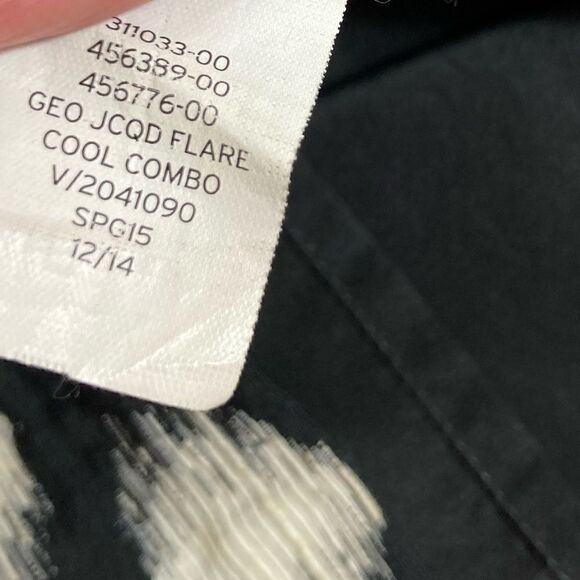 311033-00
456389-00
456776-00
GEO JCQD FLARE
COOL COMBO
V/2041090
SPG15
12/14